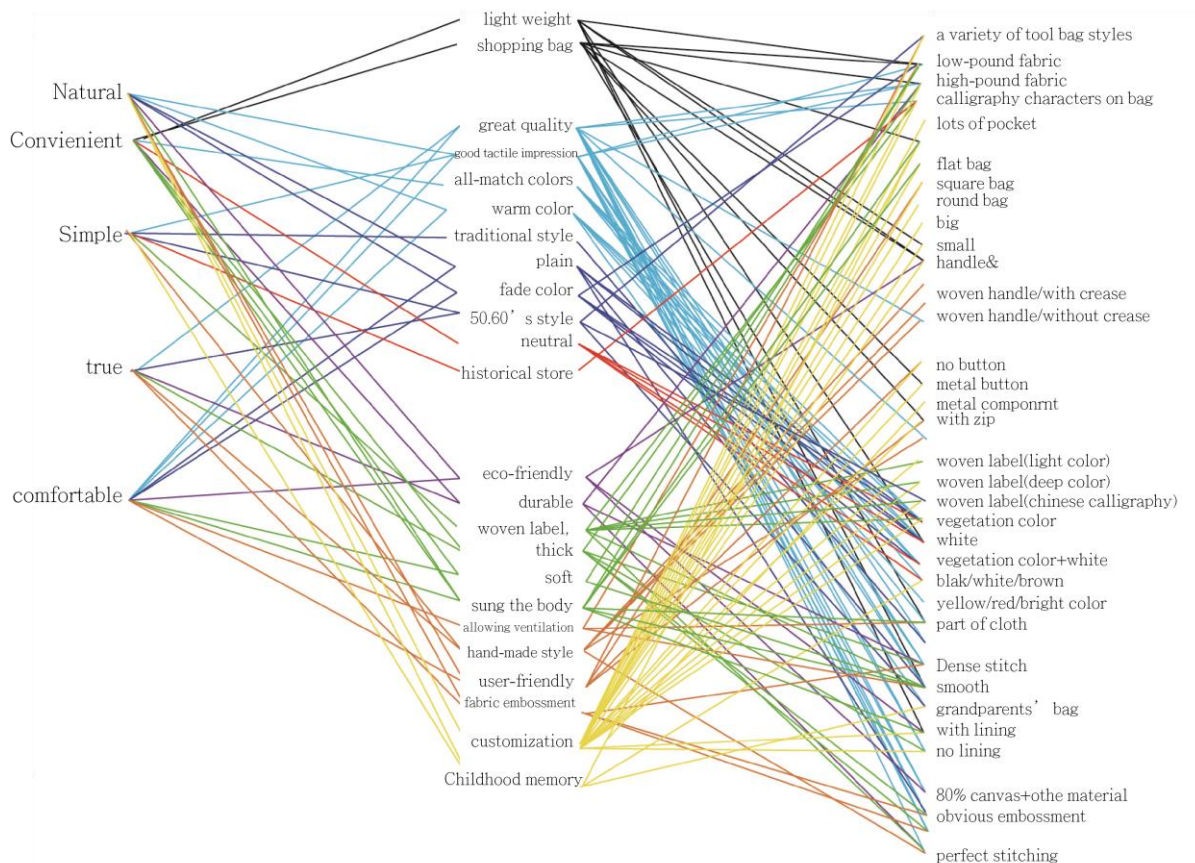 Natural
Convienient
Simple
true
comfortable
light weight
shopping bag
great quality
good tactile impression
all-match colors
warm color
traditional style
plain
fade color
50.60's style
neutral
historical store
eco-friendly
durable
woven label,
thick
soft
sung the body
allowing ventilation
hand-made style
user-friendly
fabric embossment
customization
Childhood memory
a variety of tool bag styles
low-pound fabric
high-pound fabric
calligraphy characters on bag
lots of pocket
flat bag
square bag
round bag
big
small
handle&
woven handle/with crease
woven handle/without crease
no button
metal button
metal componrnt
with zip
woven label(light color)
woven label(deep color)
woven label(chinese calligraphy)
vegetation color
white
vegetation color+white
blak/white/brown
yellow/red/bright color
part of cloth
Dense stitch
smooth
grandparents' bag
with lining
no lining
80% canvas+othe material
obvious embossment
perfect stitching